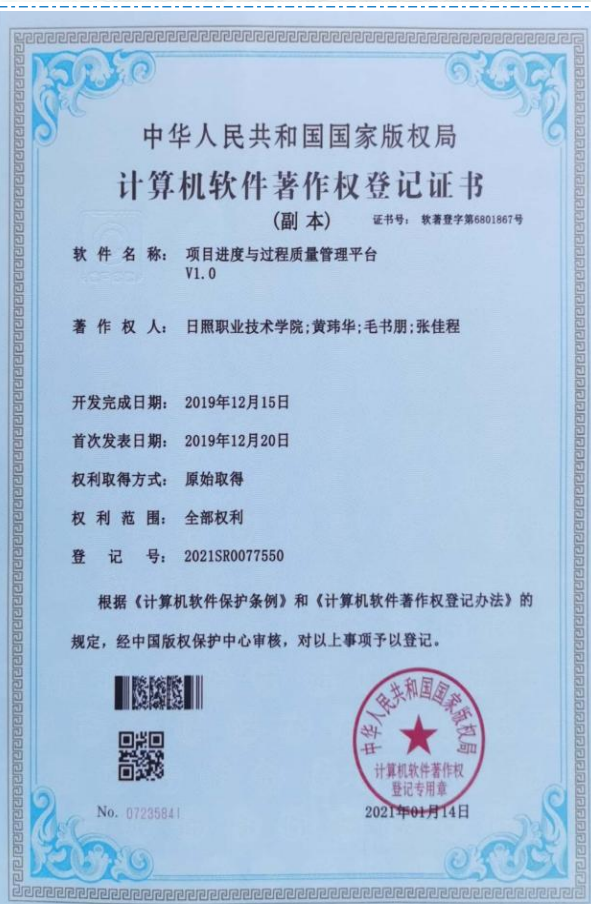 中华人民共和国国家版权局
计算机软件著作权登记证书
(副 本)
证书号： 软著登字第6801867号
软 件 名 称： 项目进度与过程质量管理平台
V1.0
著 作 权 人： 日照职业技术学院;黄玮华;毛书朋;张佳程
开发完成日期： 2019年12月15日
首次发表日期： 2019年12月20日
权利取得方式： 原始取得
权 利 范 围： 全部权利
登 记 号： 2021SR0077550
根据《计算机软件保护条例》和《计算机软件著作权登记办法》的
规定，经中国版权保护中心审核，对以上事项予以登记。
中华人民共和国国家版权局
计算机软件著作权
登记专用章
No. 07235841
2021年01月14日